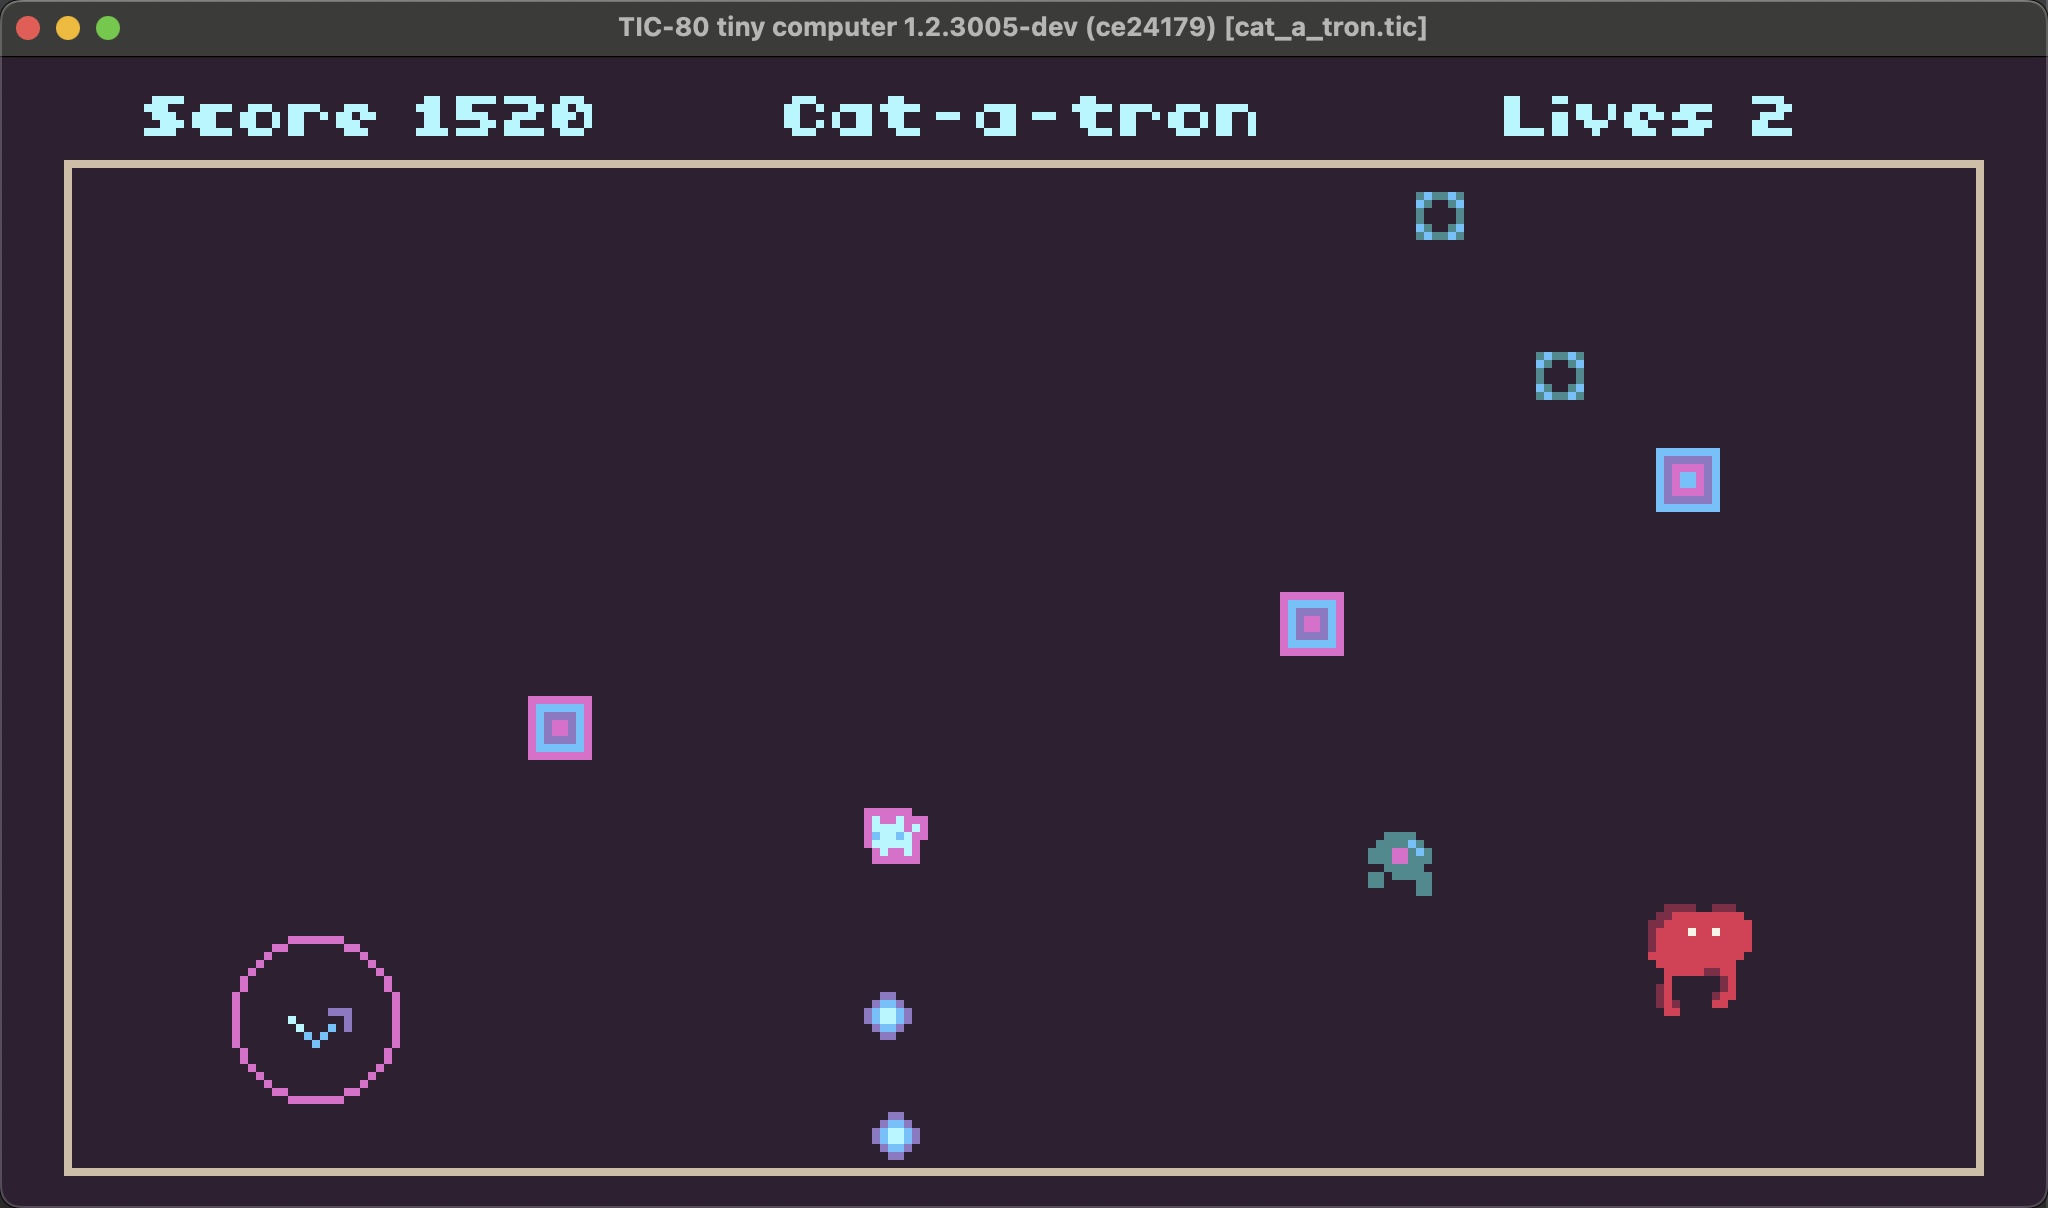 TIC-80 tiny computer 1.2.3005-dev (ce24179) [cat_a_tron.tic]
Score 1520 Cat-a-tron Lives 2